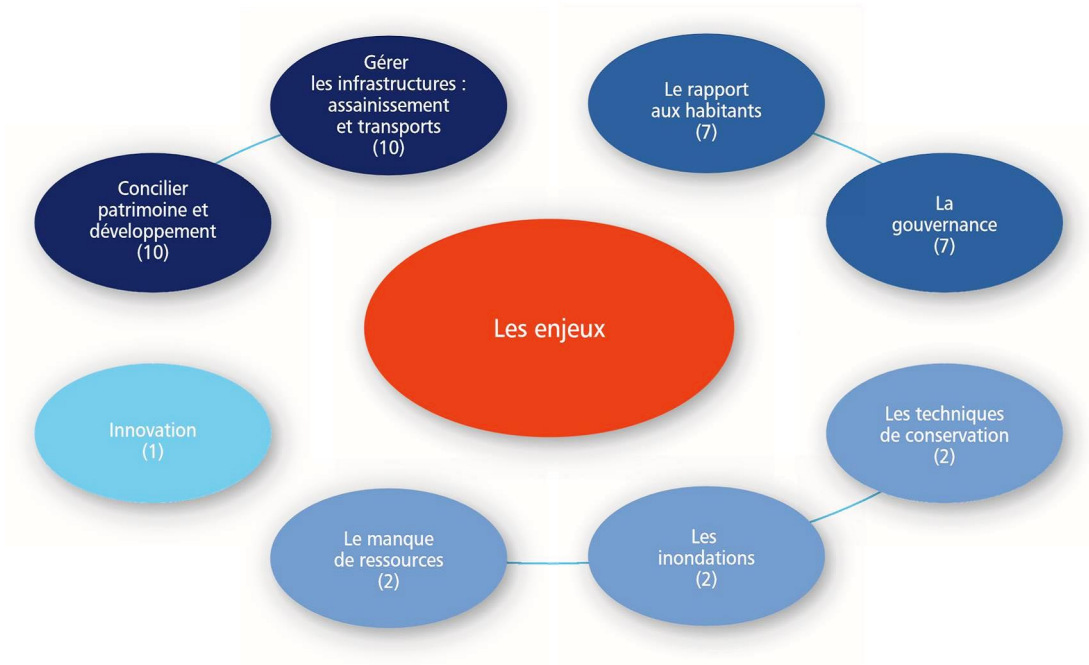 Gérer
les infrastructures :
assainissement
et transports
(10)
Le rapport
aux habitants
(7)
Concilier
patrimoine et
développement
(10)
La
gouvernance
(7)
Les enjeux
Innovation
(1)
Les techniques
de conservation
(2)
Le manque
de ressources
(2)
Les
inondations
(2)